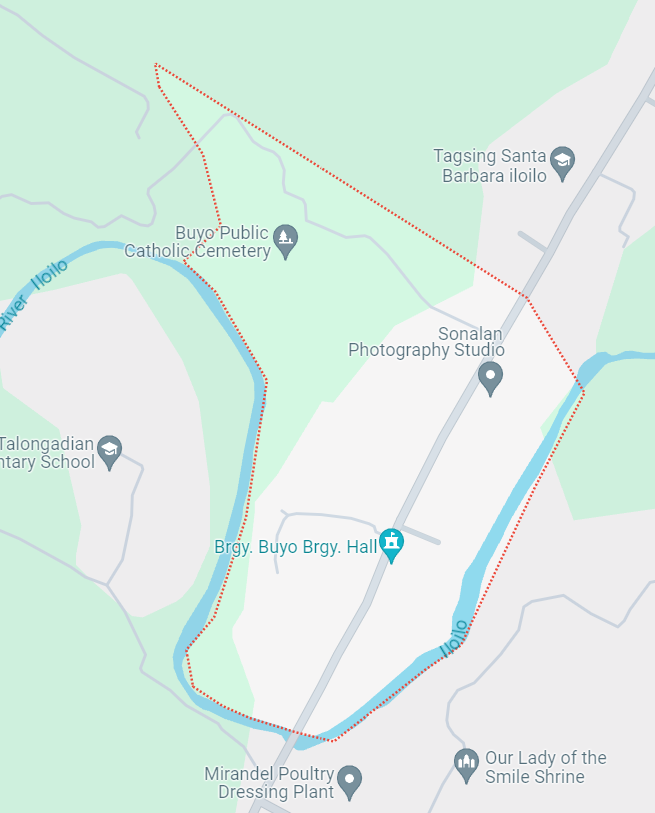 Tagsing Santa
Barbara iloilo
Buyo Public
Catholic Cemetery
River Iloilo
Sonalan
Photography Studio
Talongadian
ntary School
Brgy. Buyo Brgy. Hall
Iloilo
Our Lady of the
Smile Shrine
Mirandel Poultry
Dressing Plant